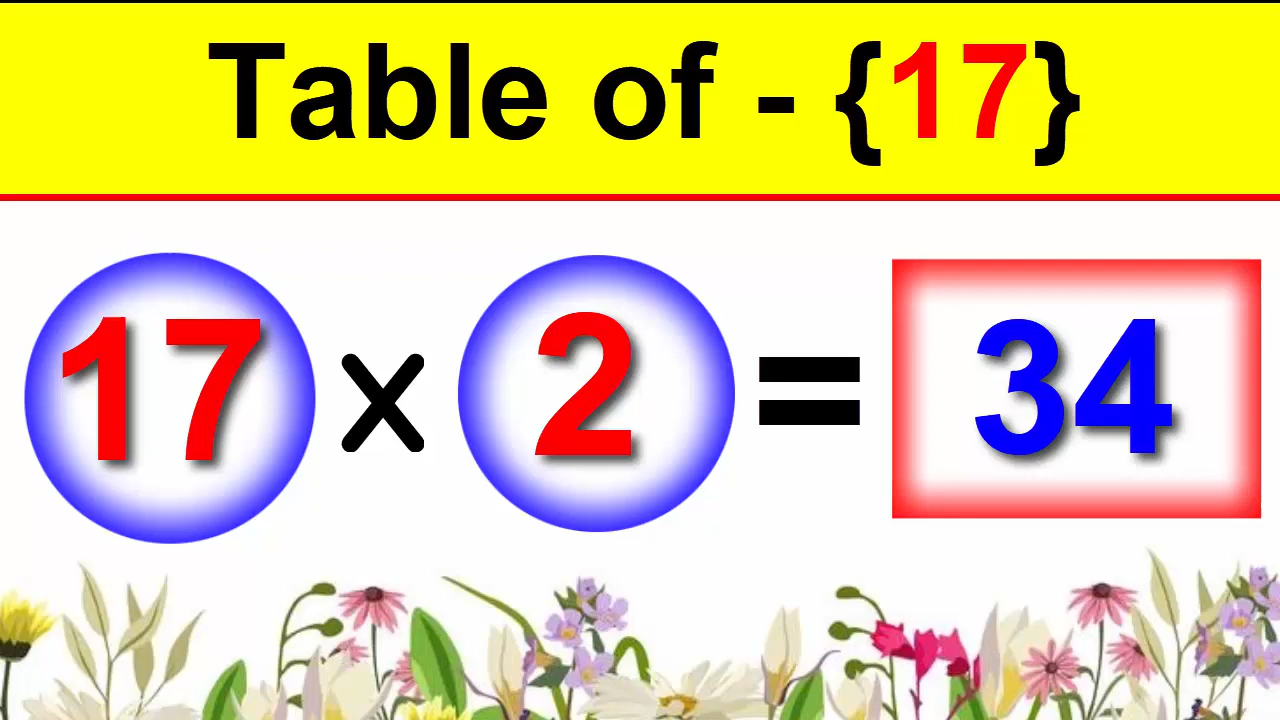 Table of - {17}
17 x 2 = 34